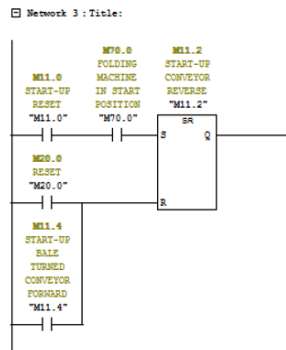 Network 3 : Title:
M70.0
FOLDING
MACHINE
IN START
POSITION
"M70.0"
M11.2
START-UP
CONVEYOR
REVERSE
"M11.2"
M11.0
START-UP
RESET
"M11.0"
SR
S
Q
M20.0
RESET
"M20.0"
R
M11.4
START-UP
BALE
TURNED
CONVEYOR
FORWARD
"M11.4"